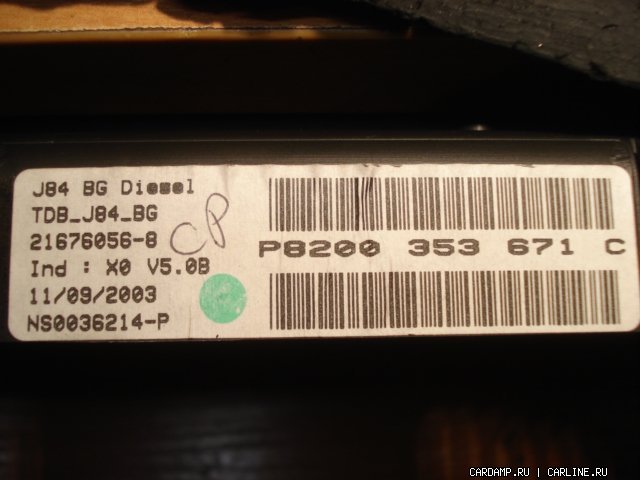 J84 BG Diesel
TDB_J84_BG
21676056-8
Ind : X0 V5.0B
11/09/2003
NS0036214-P
CP
P8200 353 671 C
CARDAMP.RU | CARLINE.RU